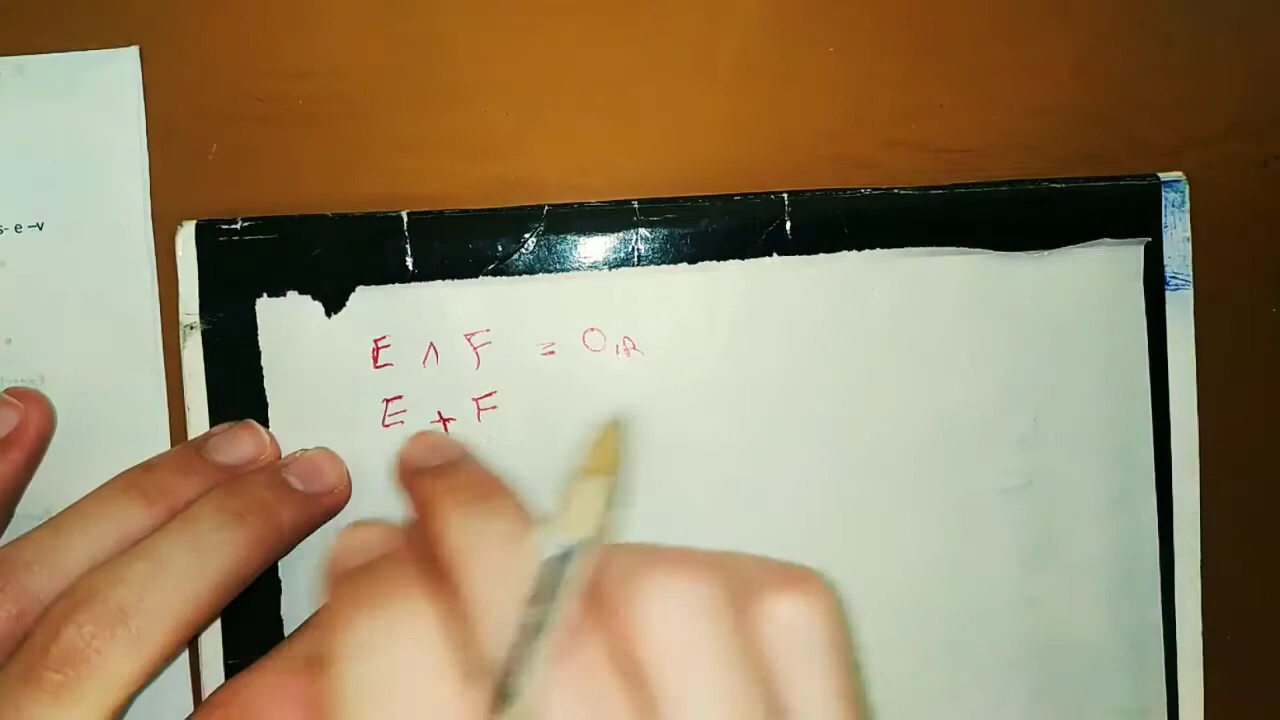 s- e –v
E ∧ F = 0ℝ
E + F